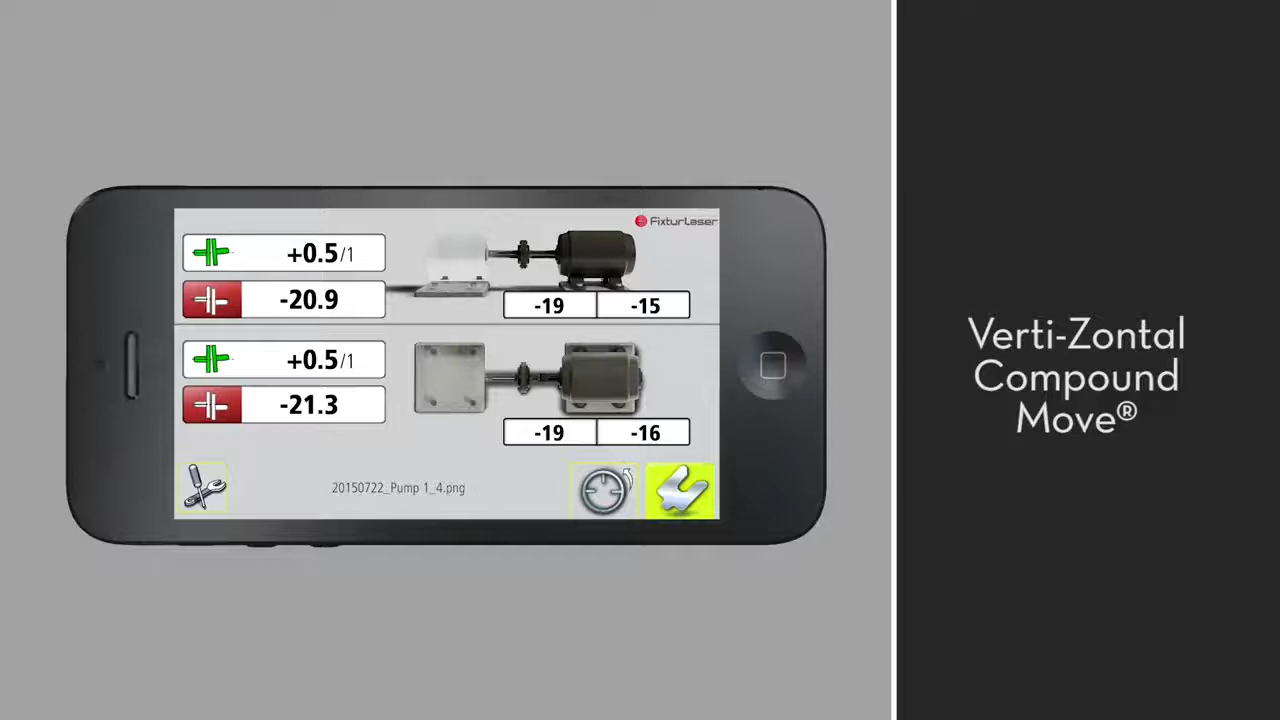 FIXTURLASER
+0.5/1
-20.9
-19 -15
+0.5/1
-21.3
-19 -16
20150722_Pump 1_4.png
Verti-Zontal
Compound
Move®